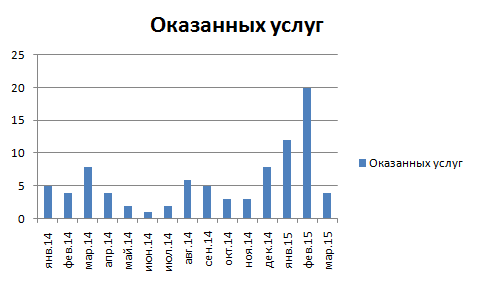 Оказанных услуг
25
20
15
10
5
0
янв.14
фев.14
мар.14
апр.14
май.14
июн.14
июл.14
авг.14
сен.14
окт.14
ноя.14
дек.14
янв.15
фев.15
мар.15
Оказанных услуг